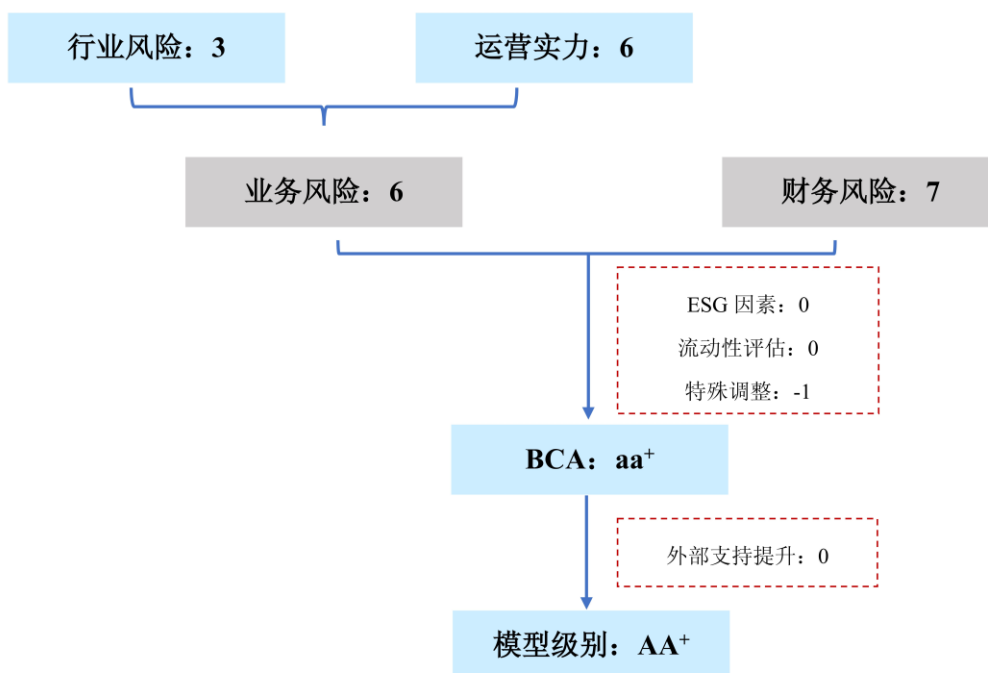 行业风险：3
运营实力：6
业务风险：6
财务风险：7
ESG 因素：0
流动性评估：0
特殊调整：-1
BCA：aa⁺
外部支持提升：0
模型级别：AA⁺